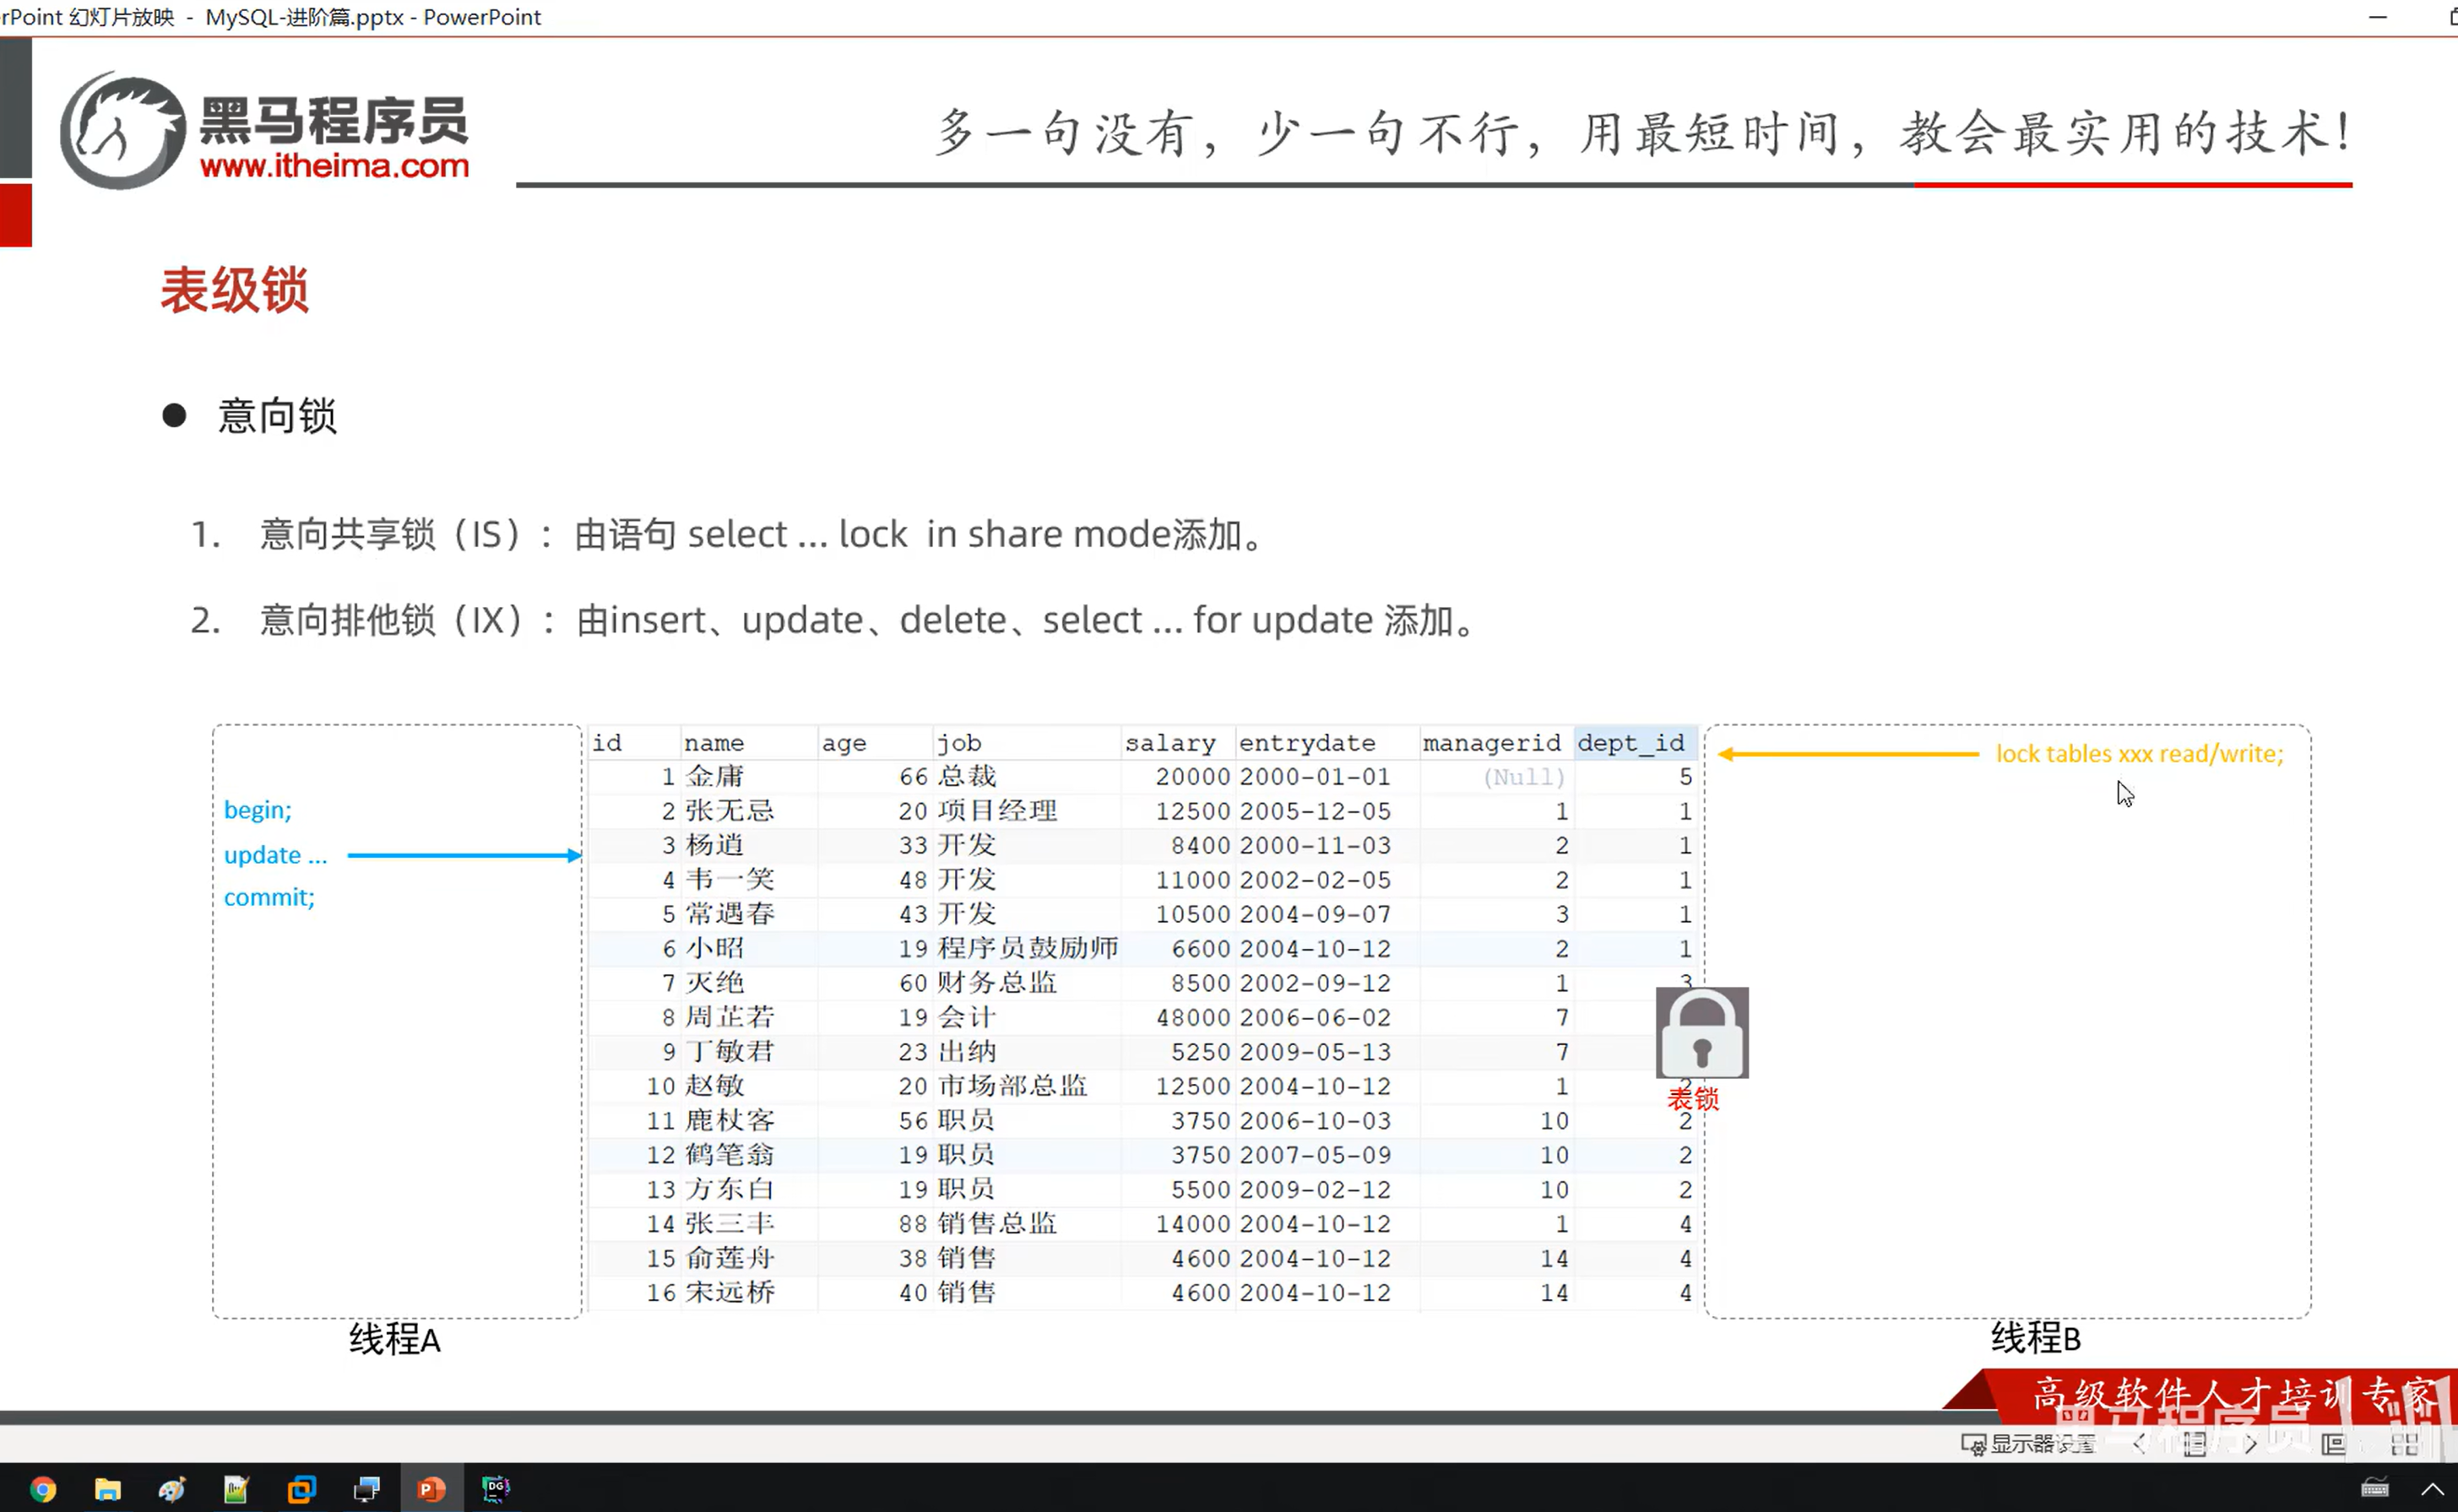 rPoint 幻灯片放映 - MySQL-进阶篇.pptx - PowerPoint
黑马程序员
www.itheima.com
多一句没有，少一句不行，用最短时间，教会最实用的技术！
表级锁
● 意向锁
1. 意向共享锁（IS）：由语句 select ... lock in share mode添加。
2. 意向排他锁（IX）：由insert、update、delete、select ... for update 添加。
begin;
update ...
commit;
线程A
id name age job salary entrydate managerid dept_id
1 金庸 66 总裁 20000 2000-01-01 (Null) 5
2 张无忌 20 项目经理 12500 2005-12-05 1 1
3 杨逍 33 开发 8400 2000-11-03 2 1
4 韦一笑 48 开发 11000 2002-02-05 2 1
5 常遇春 43 开发 10500 2004-09-07 3 1
6 小昭 19 程序员鼓励师 6600 2004-10-12 2 1
7 灭绝 60 财务总监 8500 2002-09-12 1 3
8 周芷若 19 会计 48000 2006-06-02 7
9 丁敏君 23 出纳 5250 2009-05-13 7
10 赵敏 20 市场部总监 12500 2004-10-12 1 2
11 鹿杖客 56 职员 3750 2006-10-03 10 2
12 鹤笔翁 19 职员 3750 2007-05-09 10 2
13 方东白 19 职员 5500 2009-02-12 10 2
14 张三丰 88 销售总监 14000 2004-10-12 1 4
15 俞莲舟 38 销售 4600 2004-10-12 14 4
16 宋远桥 40 销售 4600 2004-10-12 14 4
表锁
lock tables xxx read/write;
线程B
高级软件人才培训专家
黑马程序员
显示器设置